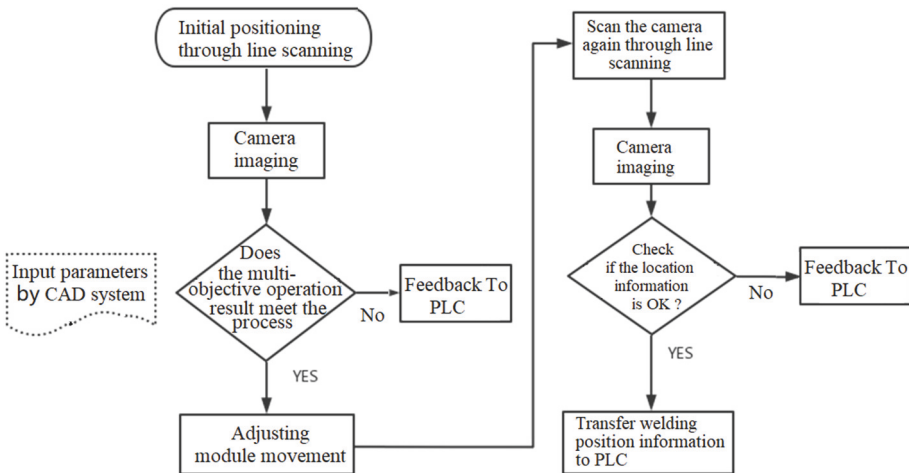 Initial positioning
through line scanning
Camera
imaging
Does
the multi-
objective operation
result meet the
process
Input parameters
by CAD system
No
Feedback To
PLC
YES
Adjusting
module movement
Scan the camera
again through line
scanning
Camera
imaging
Check
if the location
information
is OK ?
No
Feedback To
PLC
YES
Transfer welding
position information
to PLC